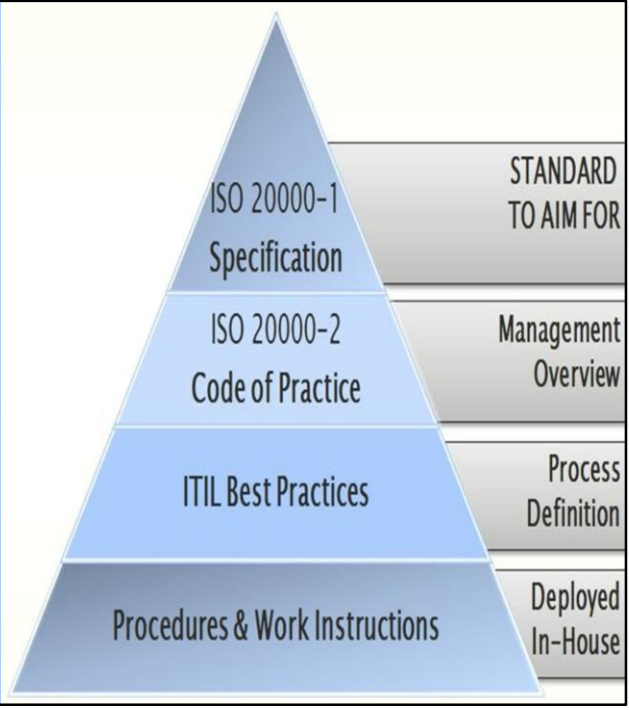 ISO 20000-1
Specification
STANDARD
TO AIM FOR
ISO 20000-2
Code of Practice
Management
Overview
ITIL Best Practices
Process
Definition
Procedures & Work Instructions
Deployed
In-House